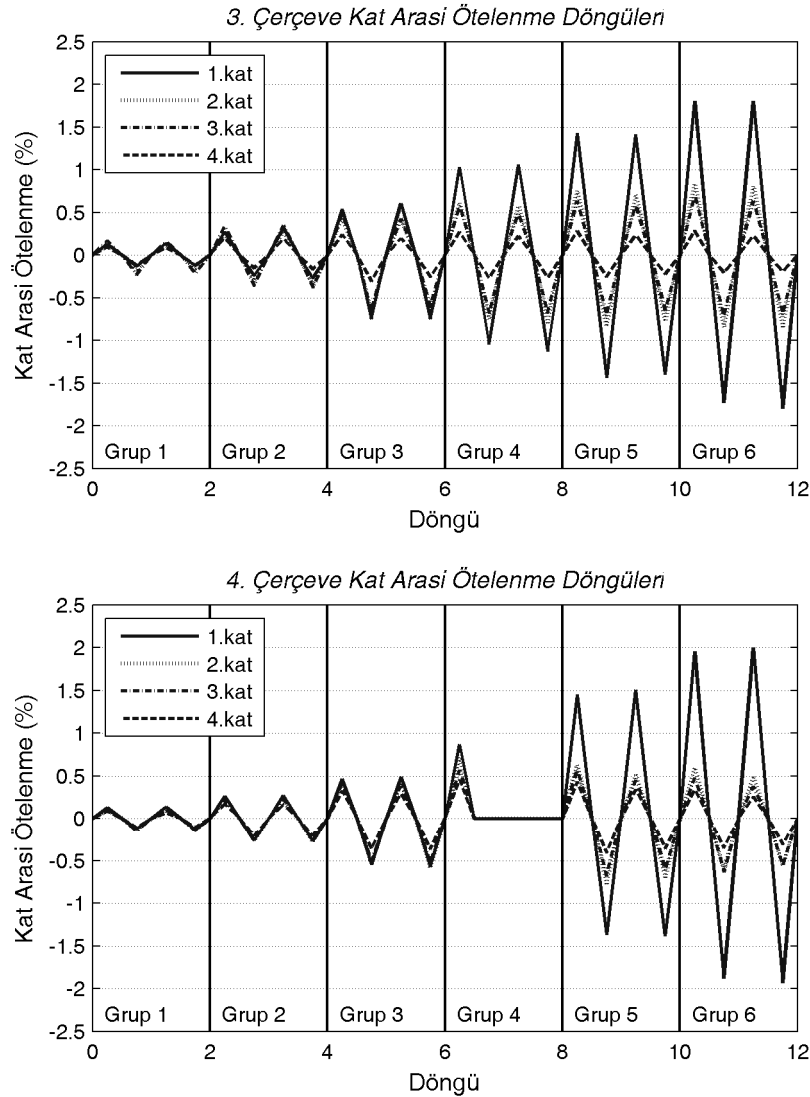 3. Çerçeve Kat Arasi Ötelenme Döngüleri
2.5
2
1.5
1
0.5
0
-0.5
-1
-1.5
-2
-2.5
Kat Arasi Ötelenme (%)
1.kat
2.kat
3.kat
4.kat
Grup 1 Grup 2 Grup 3 Grup 4 Grup 5 Grup 6
0 2 4 6 8 10 12
Döngü
4. Çerçeve Kat Arasi Ötelenme Döngüleri
2.5
2
1.5
1
0.5
0
-0.5
-1
-1.5
-2
-2.5
Kat Arasi Ötelenme (%)
1.kat
2.kat
3.kat
4.kat
Grup 1 Grup 2 Grup 3 Grup 4 Grup 5 Grup 6
0 2 4 6 8 10 12
Döngü